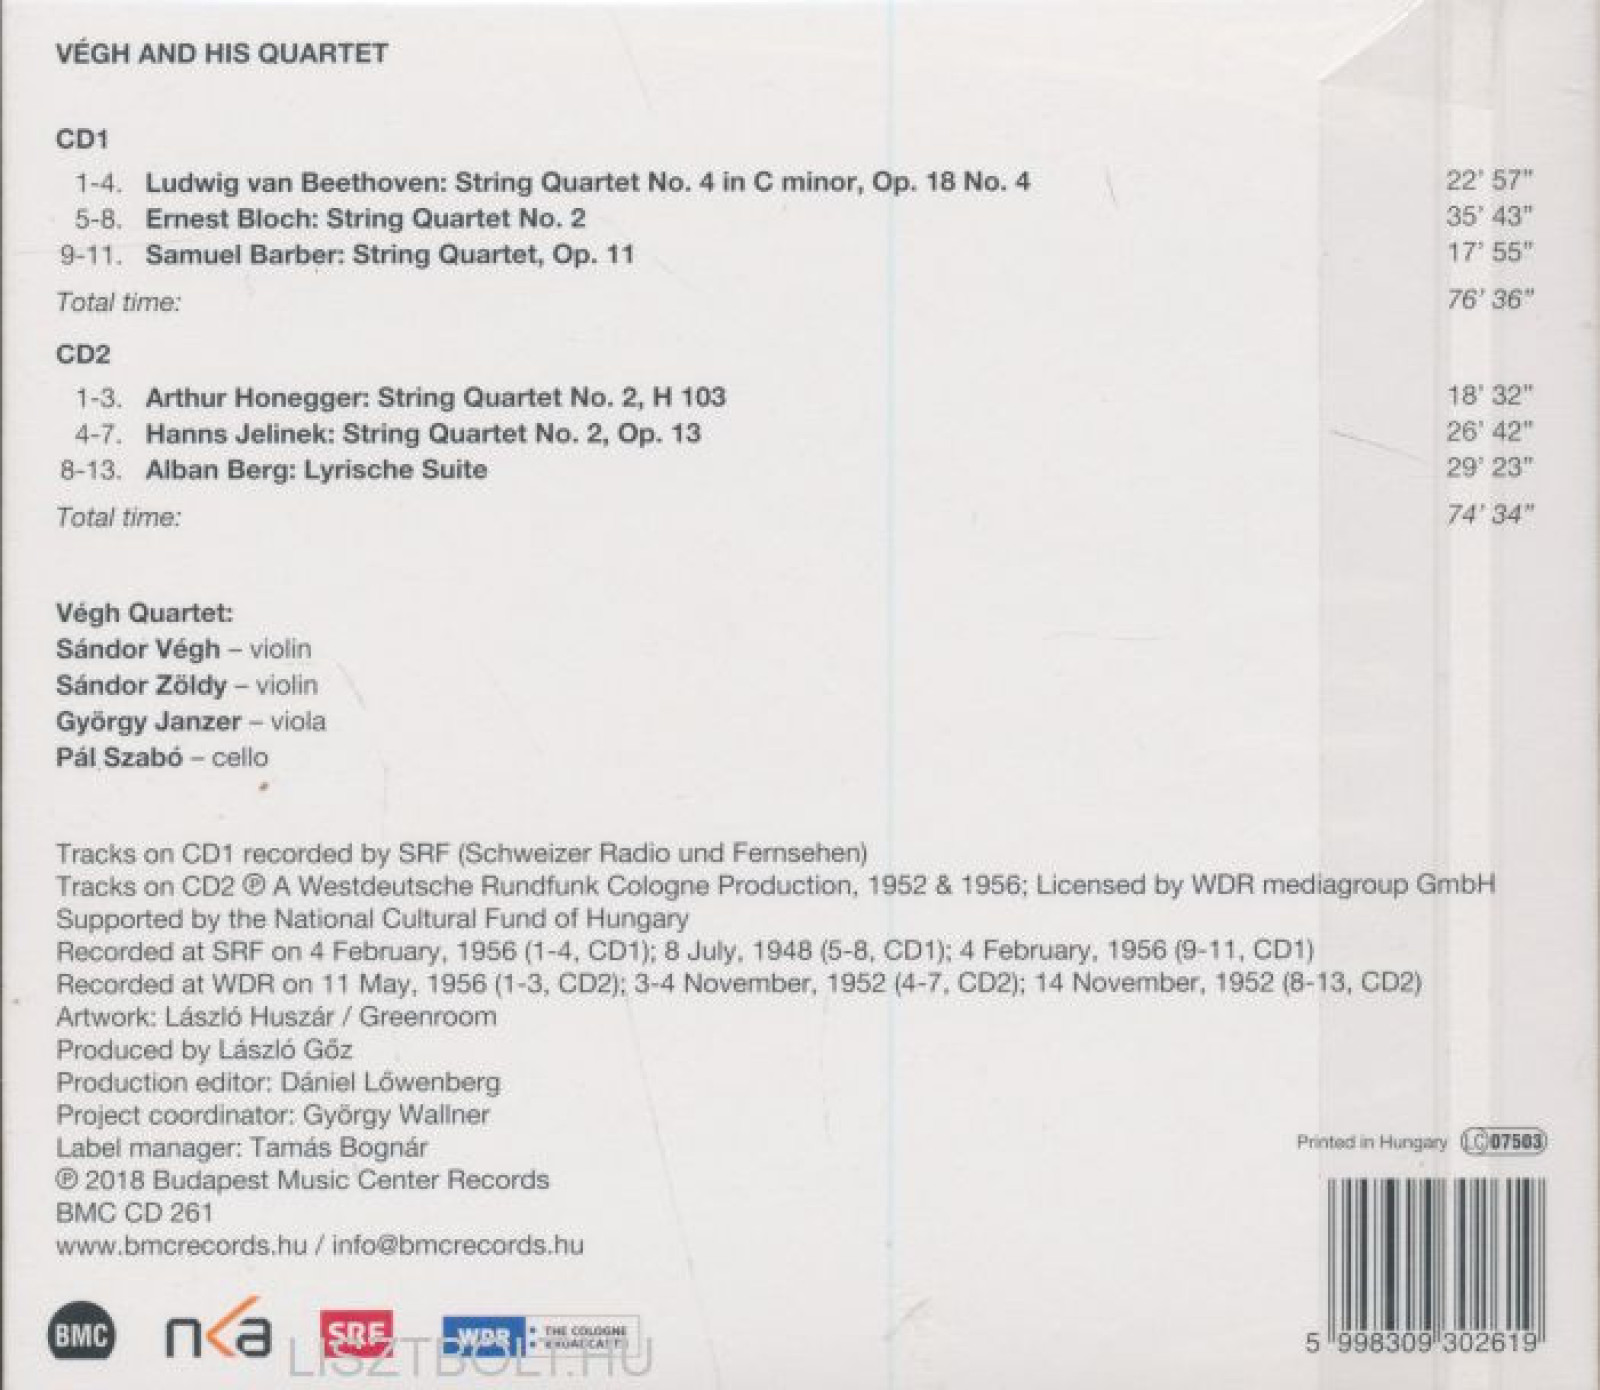 VÉGH AND HIS QUARTET
CD1
1-4. Ludwig van Beethoven: String Quartet No. 4 in C minor, Op. 18 No. 4 22' 57"
5-8. Ernest Bloch: String Quartet No. 2 35' 43"
9-11. Samuel Barber: String Quartet, Op. 11 17' 55"
Total time: 76' 36"
CD2
1-3. Arthur Honegger: String Quartet No. 2, H 103 18' 32"
4-7. Hanns Jelinek: String Quartet No. 2, Op. 13 26' 42"
8-13. Alban Berg: Lyrische Suite 29' 23"
Total time: 74' 34"
Végh Quartet:
Sándor Végh – violin
Sándor Zöldy – violin
György Janzer – viola
Pál Szabó – cello
Tracks on CD1 recorded by SRF (Schweizer Radio und Fernsehen)
Tracks on CD2 ℗ A Westdeutsche Rundfunk Cologne Production, 1952 & 1956; Licensed by WDR mediagroup GmbH
Supported by the National Cultural Fund of Hungary
Recorded at SRF on 4 February, 1956 (1-4, CD1); 8 July, 1948 (5-8, CD1); 4 February, 1956 (9-11, CD1)
Recorded at WDR on 11 May, 1956 (1-3, CD2); 3-4 November, 1952 (4-7, CD2); 14 November, 1952 (8-13, CD2)
Artwork: László Huszár / Greenroom
Produced by László Gőz
Production editor: Dániel Lőwenberg
Project coordinator: György Wallner
Label manager: Tamás Bognár
℗ 2018 Budapest Music Center Records
BMC CD 261
www.bmcrecords.hu / info@bmcrecords.hu
Printed in Hungary LC 07503
5 998309 302619
BMC nka SRF WDR THE COLOGNE
BROADCASTER
LISZTBOLT.HU